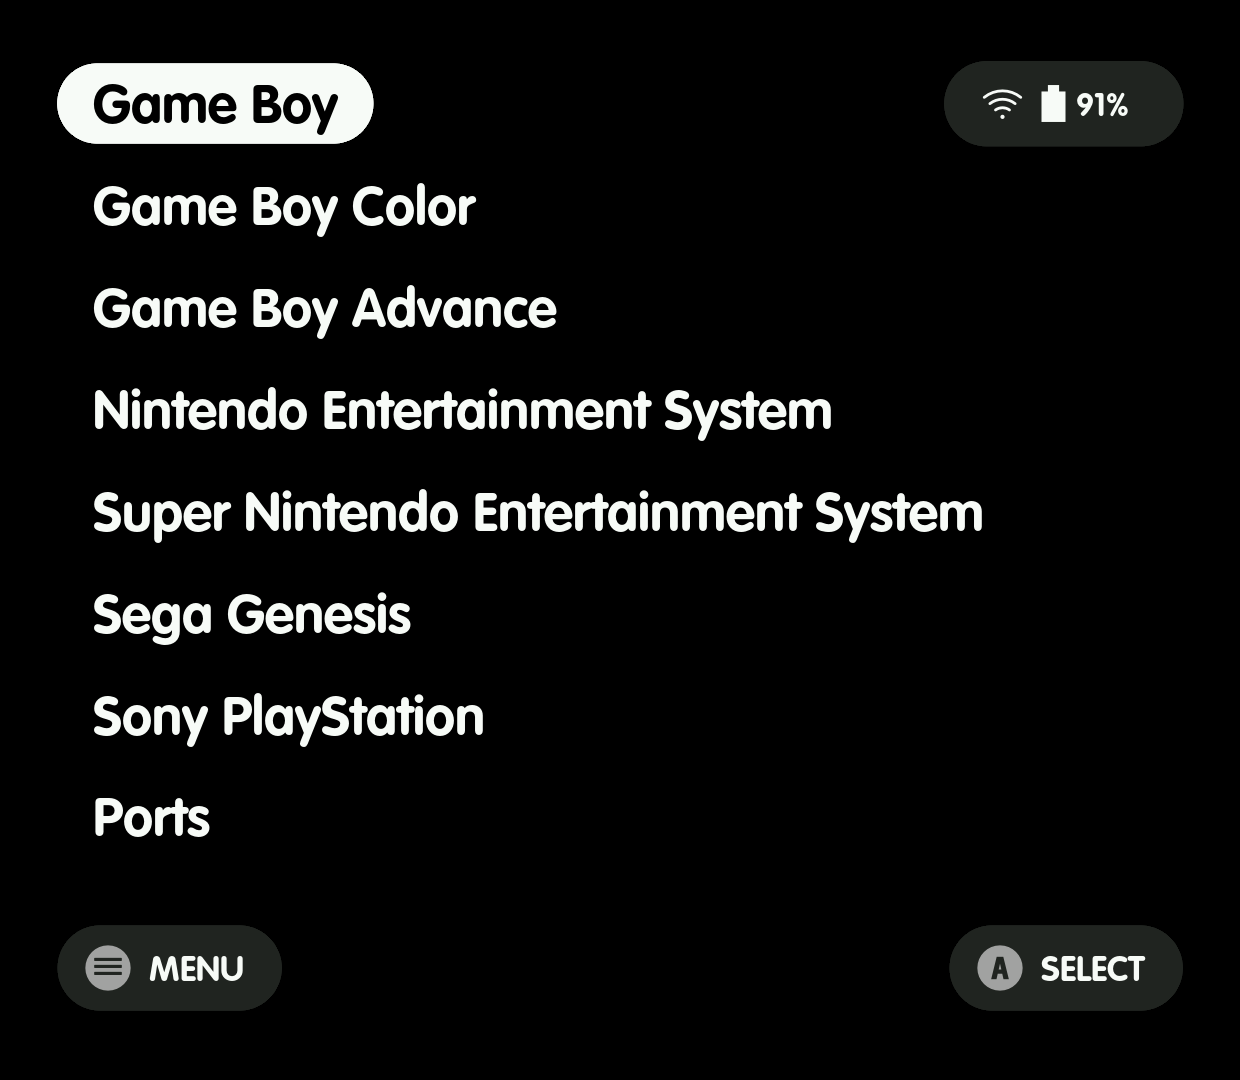 Game Boy
91%
Game Boy Color
Game Boy Advance
Nintendo Entertainment System
Super Nintendo Entertainment System
Sega Genesis
Sony PlayStation
Ports
MENU
A SELECT